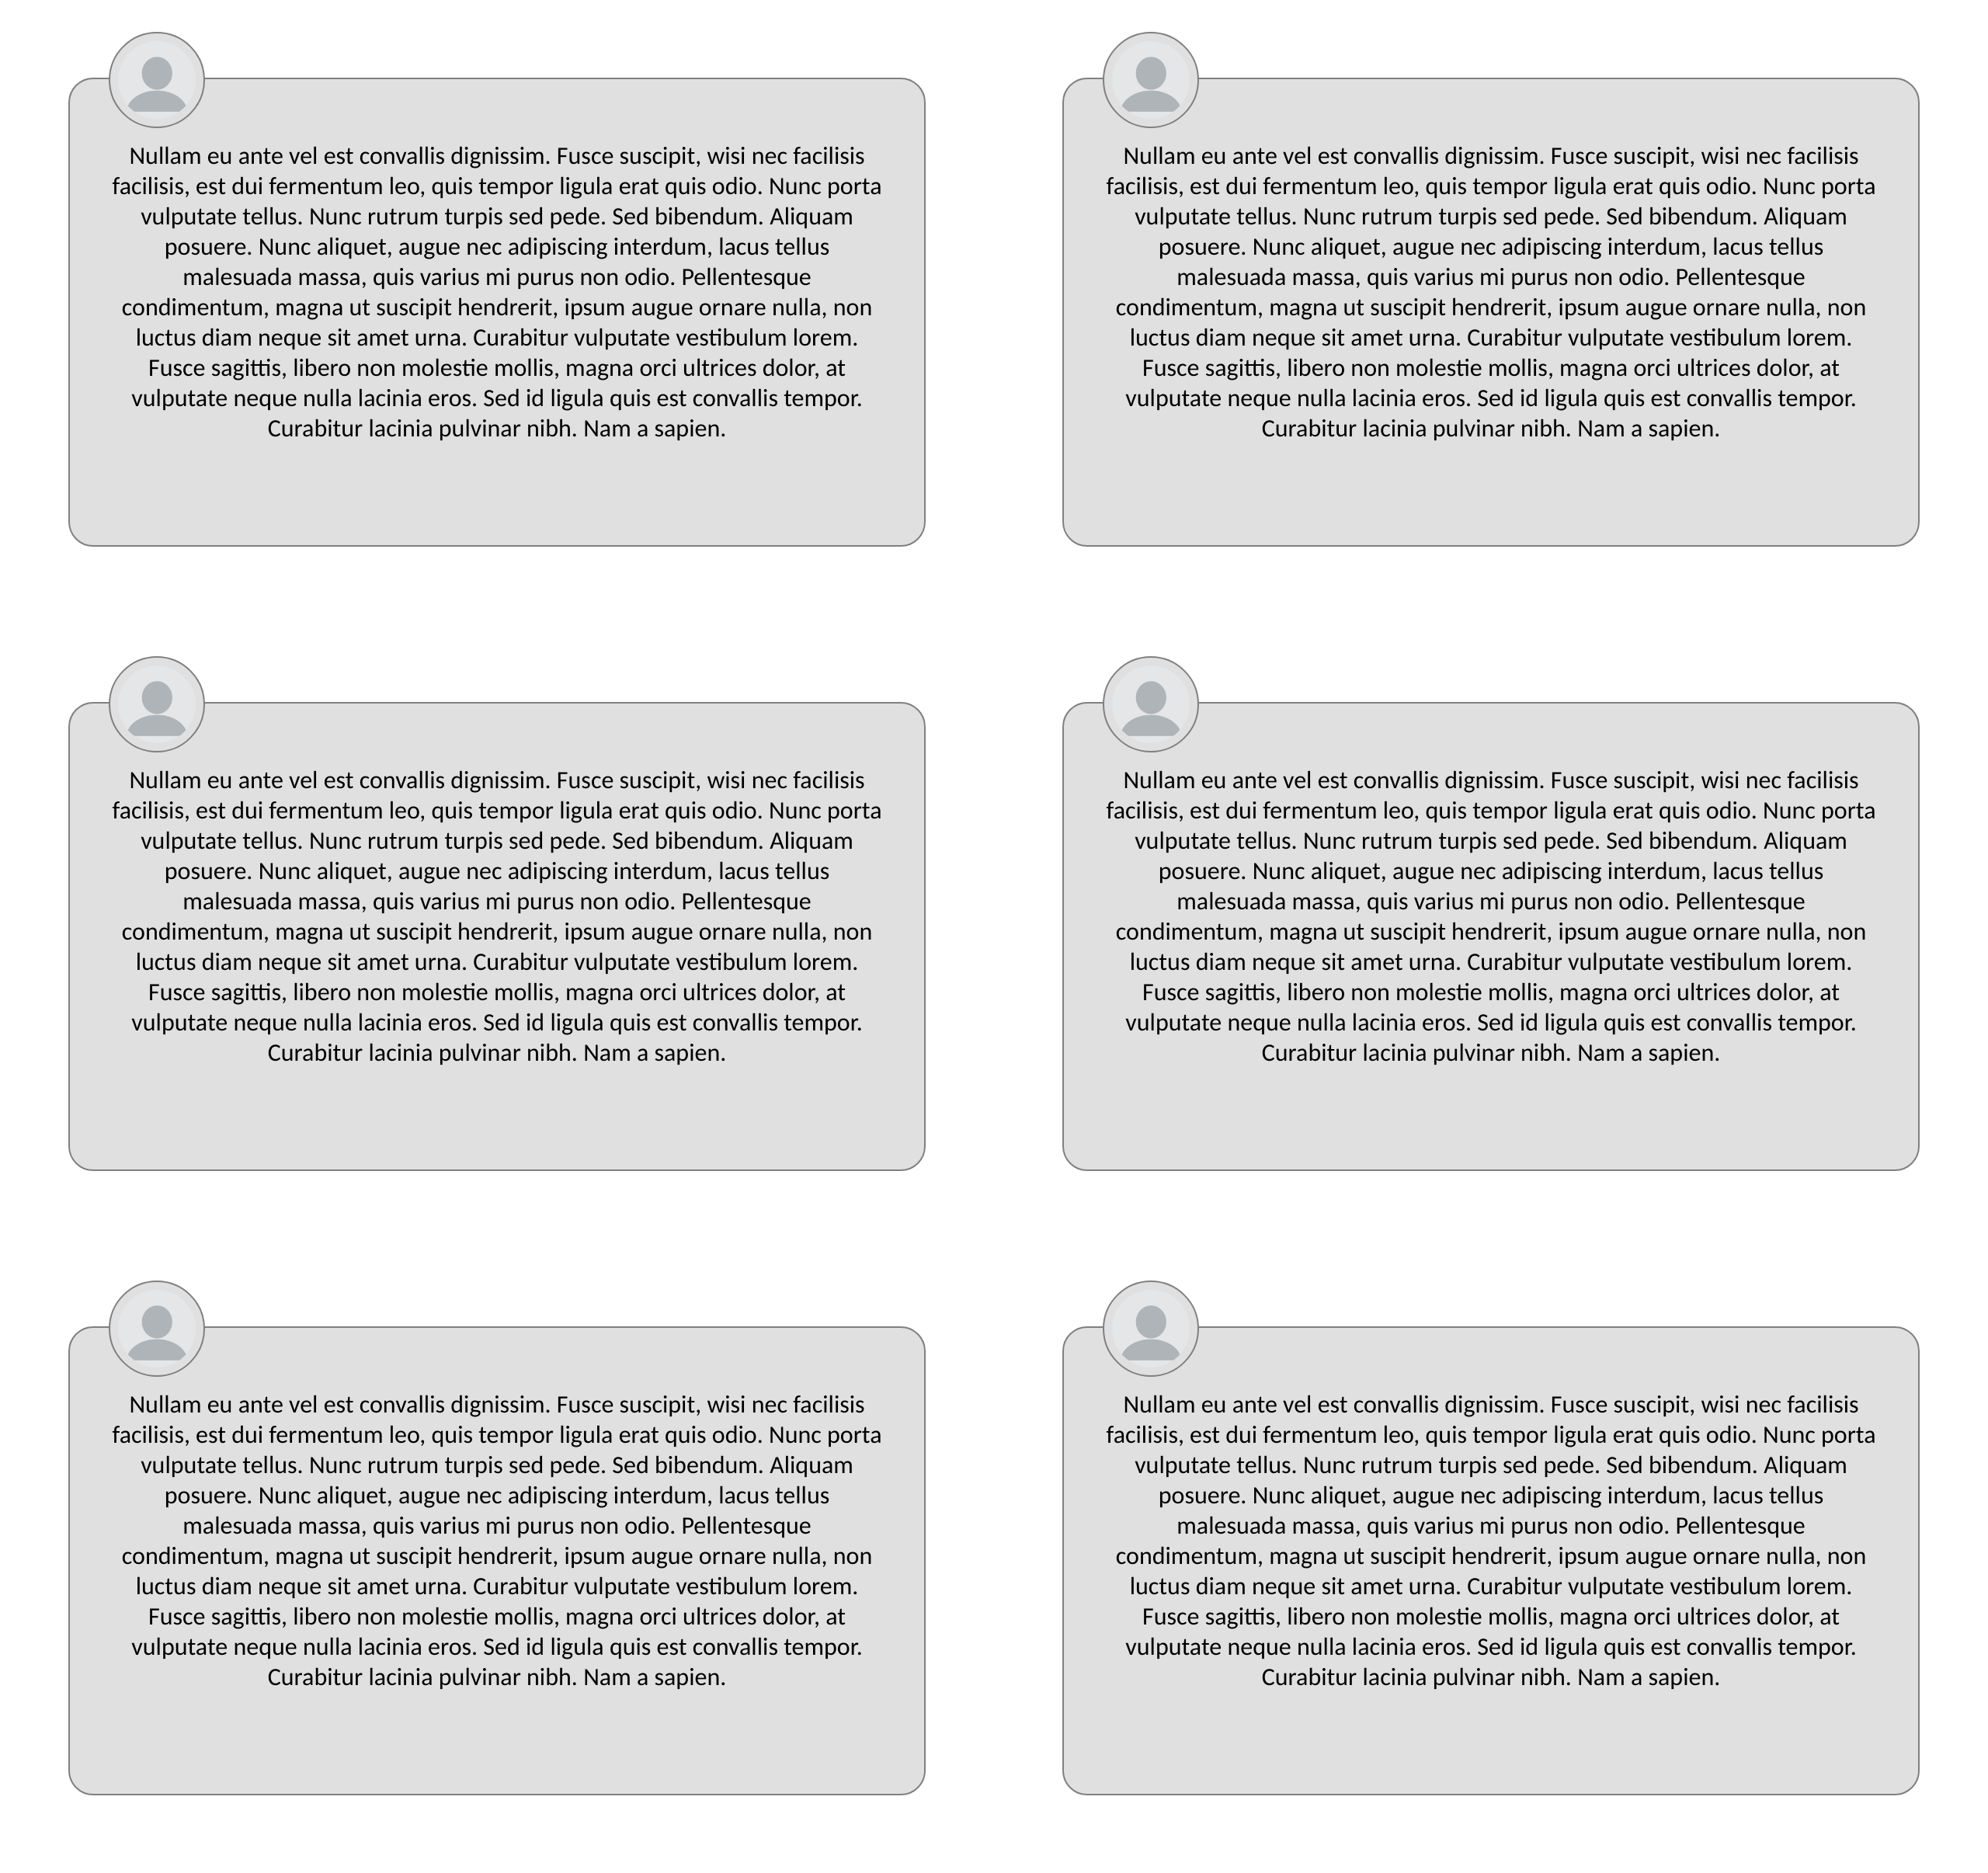 Nullam eu ante vel est convallis dignissim. Fusce suscipit, wisi nec facilisis
facilisis, est dui fermentum leo, quis tempor ligula erat quis odio. Nunc porta
vulputate tellus. Nunc rutrum turpis sed pede. Sed bibendum. Aliquam
posuere. Nunc aliquet, augue nec adipiscing interdum, lacus tellus
malesuada massa, quis varius mi purus non odio. Pellentesque
condimentum, magna ut suscipit hendrerit, ipsum augue ornare nulla, non
luctus diam neque sit amet urna. Curabitur vulputate vestibulum lorem.
Fusce sagittis, libero non molestie mollis, magna orci ultrices dolor, at
vulputate neque nulla lacinia eros. Sed id ligula quis est convallis tempor.
Curabitur lacinia pulvinar nibh. Nam a sapien.
Nullam eu ante vel est convallis dignissim. Fusce suscipit, wisi nec facilisis
facilisis, est dui fermentum leo, quis tempor ligula erat quis odio. Nunc porta
vulputate tellus. Nunc rutrum turpis sed pede. Sed bibendum. Aliquam
posuere. Nunc aliquet, augue nec adipiscing interdum, lacus tellus
malesuada massa, quis varius mi purus non odio. Pellentesque
condimentum, magna ut suscipit hendrerit, ipsum augue ornare nulla, non
luctus diam neque sit amet urna. Curabitur vulputate vestibulum lorem.
Fusce sagittis, libero non molestie mollis, magna orci ultrices dolor, at
vulputate neque nulla lacinia eros. Sed id ligula quis est convallis tempor.
Curabitur lacinia pulvinar nibh. Nam a sapien.
Nullam eu ante vel est convallis dignissim. Fusce suscipit, wisi nec facilisis
facilisis, est dui fermentum leo, quis tempor ligula erat quis odio. Nunc porta
vulputate tellus. Nunc rutrum turpis sed pede. Sed bibendum. Aliquam
posuere. Nunc aliquet, augue nec adipiscing interdum, lacus tellus
malesuada massa, quis varius mi purus non odio. Pellentesque
condimentum, magna ut suscipit hendrerit, ipsum augue ornare nulla, non
luctus diam neque sit amet urna. Curabitur vulputate vestibulum lorem.
Fusce sagittis, libero non molestie mollis, magna orci ultrices dolor, at
vulputate neque nulla lacinia eros. Sed id ligula quis est convallis tempor.
Curabitur lacinia pulvinar nibh. Nam a sapien.
Nullam eu ante vel est convallis dignissim. Fusce suscipit, wisi nec facilisis
facilisis, est dui fermentum leo, quis tempor ligula erat quis odio. Nunc porta
vulputate tellus. Nunc rutrum turpis sed pede. Sed bibendum. Aliquam
posuere. Nunc aliquet, augue nec adipiscing interdum, lacus tellus
malesuada massa, quis varius mi purus non odio. Pellentesque
condimentum, magna ut suscipit hendrerit, ipsum augue ornare nulla, non
luctus diam neque sit amet urna. Curabitur vulputate vestibulum lorem.
Fusce sagittis, libero non molestie mollis, magna orci ultrices dolor, at
vulputate neque nulla lacinia eros. Sed id ligula quis est convallis tempor.
Curabitur lacinia pulvinar nibh. Nam a sapien.
Nullam eu ante vel est convallis dignissim. Fusce suscipit, wisi nec facilisis
facilisis, est dui fermentum leo, quis tempor ligula erat quis odio. Nunc porta
vulputate tellus. Nunc rutrum turpis sed pede. Sed bibendum. Aliquam
posuere. Nunc aliquet, augue nec adipiscing interdum, lacus tellus
malesuada massa, quis varius mi purus non odio. Pellentesque
condimentum, magna ut suscipit hendrerit, ipsum augue ornare nulla, non
luctus diam neque sit amet urna. Curabitur vulputate vestibulum lorem.
Fusce sagittis, libero non molestie mollis, magna orci ultrices dolor, at
vulputate neque nulla lacinia eros. Sed id ligula quis est convallis tempor.
Curabitur lacinia pulvinar nibh. Nam a sapien.
Nullam eu ante vel est convallis dignissim. Fusce suscipit, wisi nec facilisis
facilisis, est dui fermentum leo, quis tempor ligula erat quis odio. Nunc porta
vulputate tellus. Nunc rutrum turpis sed pede. Sed bibendum. Aliquam
posuere. Nunc aliquet, augue nec adipiscing interdum, lacus tellus
malesuada massa, quis varius mi purus non odio. Pellentesque
condimentum, magna ut suscipit hendrerit, ipsum augue ornare nulla, non
luctus diam neque sit amet urna. Curabitur vulputate vestibulum lorem.
Fusce sagittis, libero non molestie mollis, magna orci ultrices dolor, at
vulputate neque nulla lacinia eros. Sed id ligula quis est convallis tempor.
Curabitur lacinia pulvinar nibh. Nam a sapien.